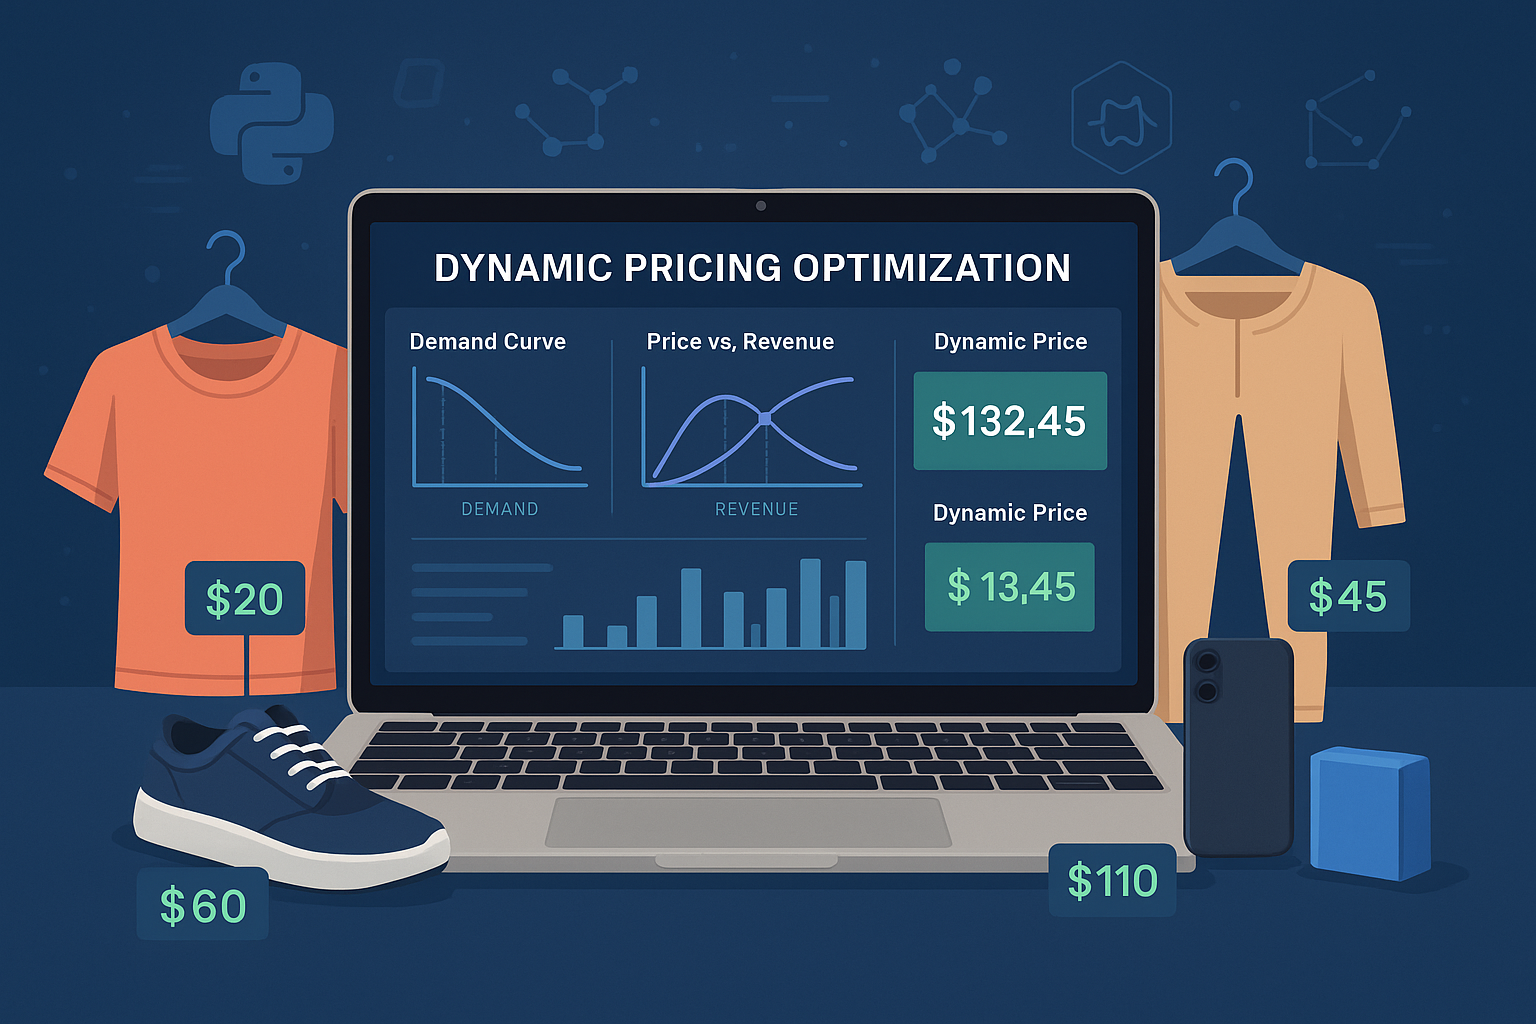 DYNAMIC PRICING OPTIMIZATION
Demand Curve
Price vs, Revenue
Dynamic Price
$132,45
DEMAND
REVENUE
Dynamic Price
$ 13,45
$20
$45
$60
$110